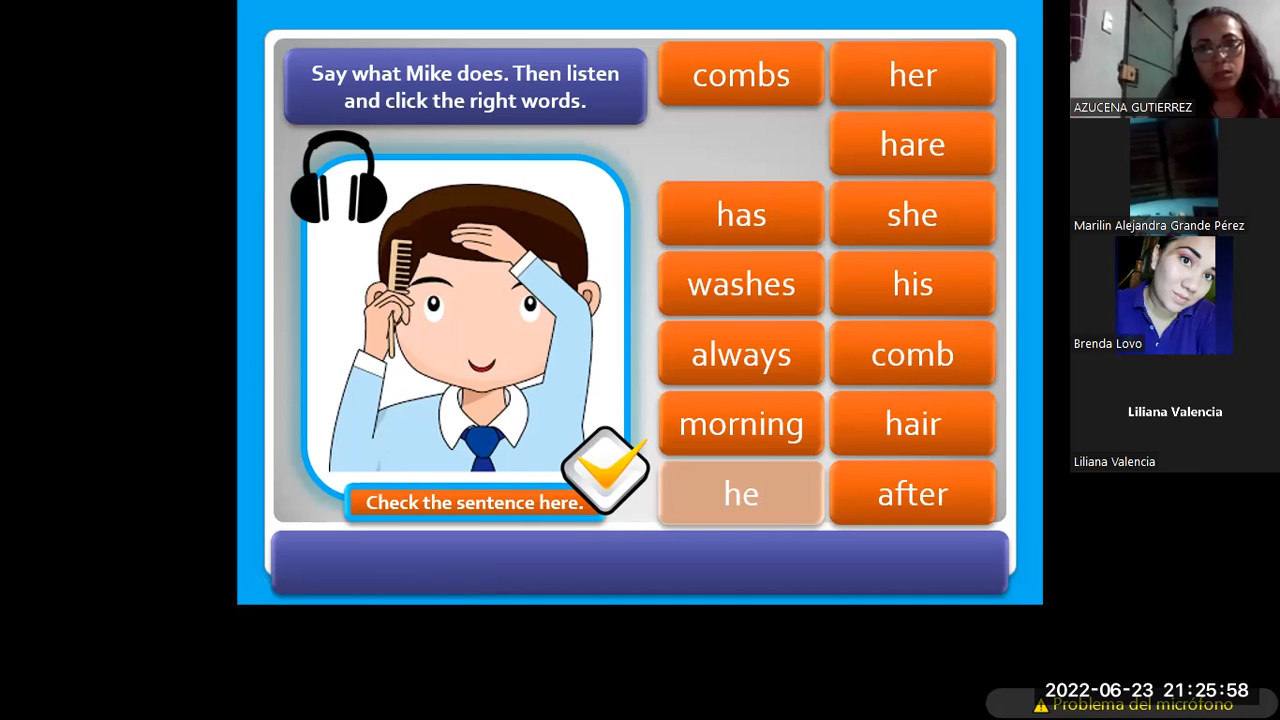 Say what Mike does. Then listen
and click the right words.
combs
her
hare
has
she
washes
his
always
comb
morning
hair
he
after
Check the sentence here.
AZUCENA GUTIERREZ
Marilin Alejandra Grande Pérez
Brenda Lovo
Liliana Valencia
Liliana Valencia
2022-06-23 21:25:58
Problema del micrófono